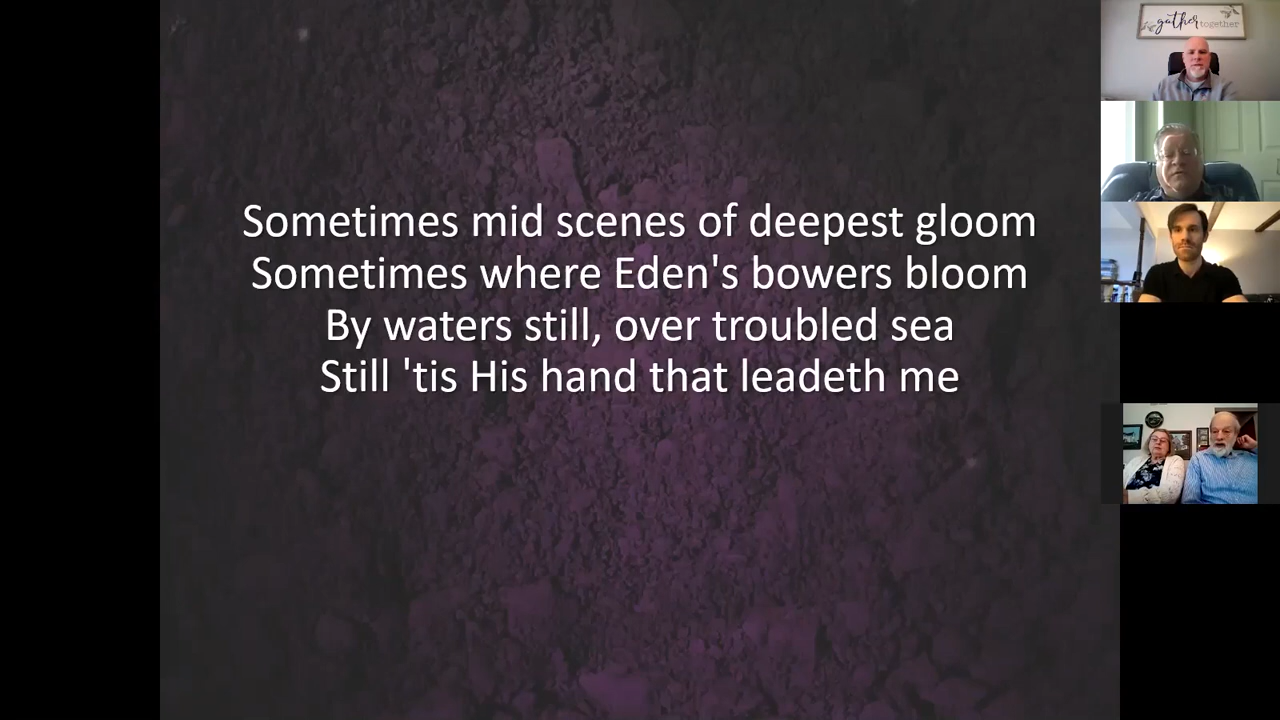 Sometimes mid scenes of deepest gloom
Sometimes where Eden's bowers bloom
By waters still, over troubled sea
Still 'tis His hand that leadeth me
gather together